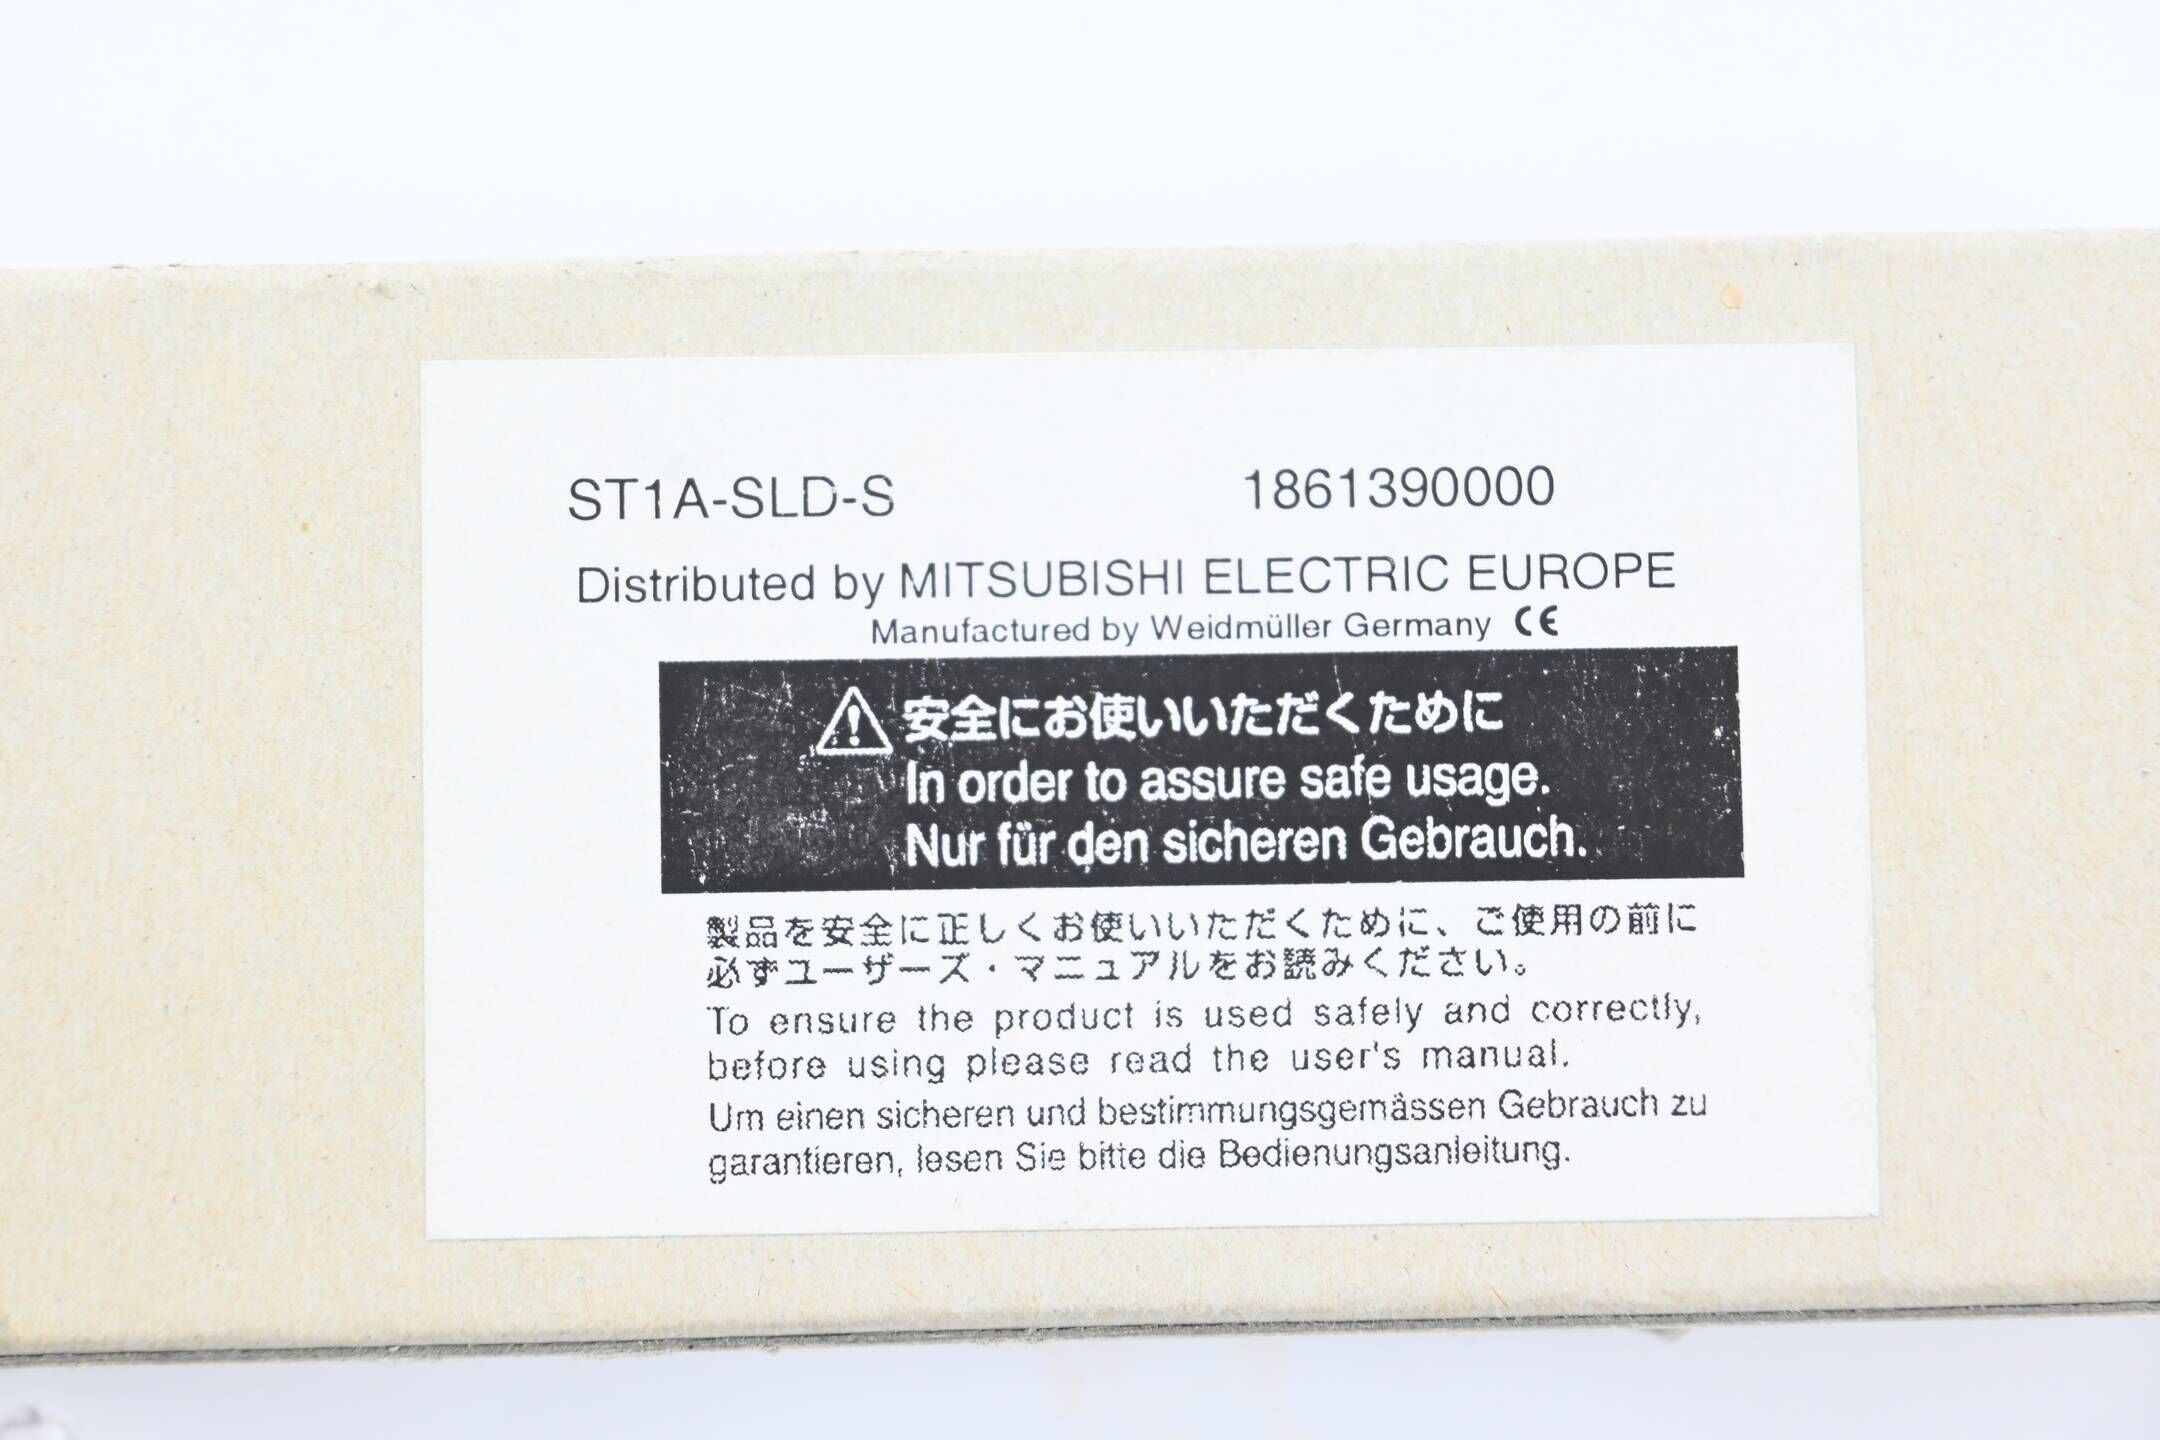 ST1A-SLD-S 1861390000
Distributed by MITSUBISHI ELECTRIC EUROPE
Manufactured by Weidmüller Germany CE
安全にお使いいただくために
In order to assure safe usage.
Nur für den sicheren Gebrauch.
製品を安全に正しくお使いいただくために、ご使用の前に
必ずユーザーズ・マニュアルをお読みください。
To ensure the product is used safely and correctly,
before using please read the user's manual.
Um einen sicheren und bestimmungsgemässen Gebrauch zu
garantieren, lesen Sie bitte die Bedienungsanleitung.